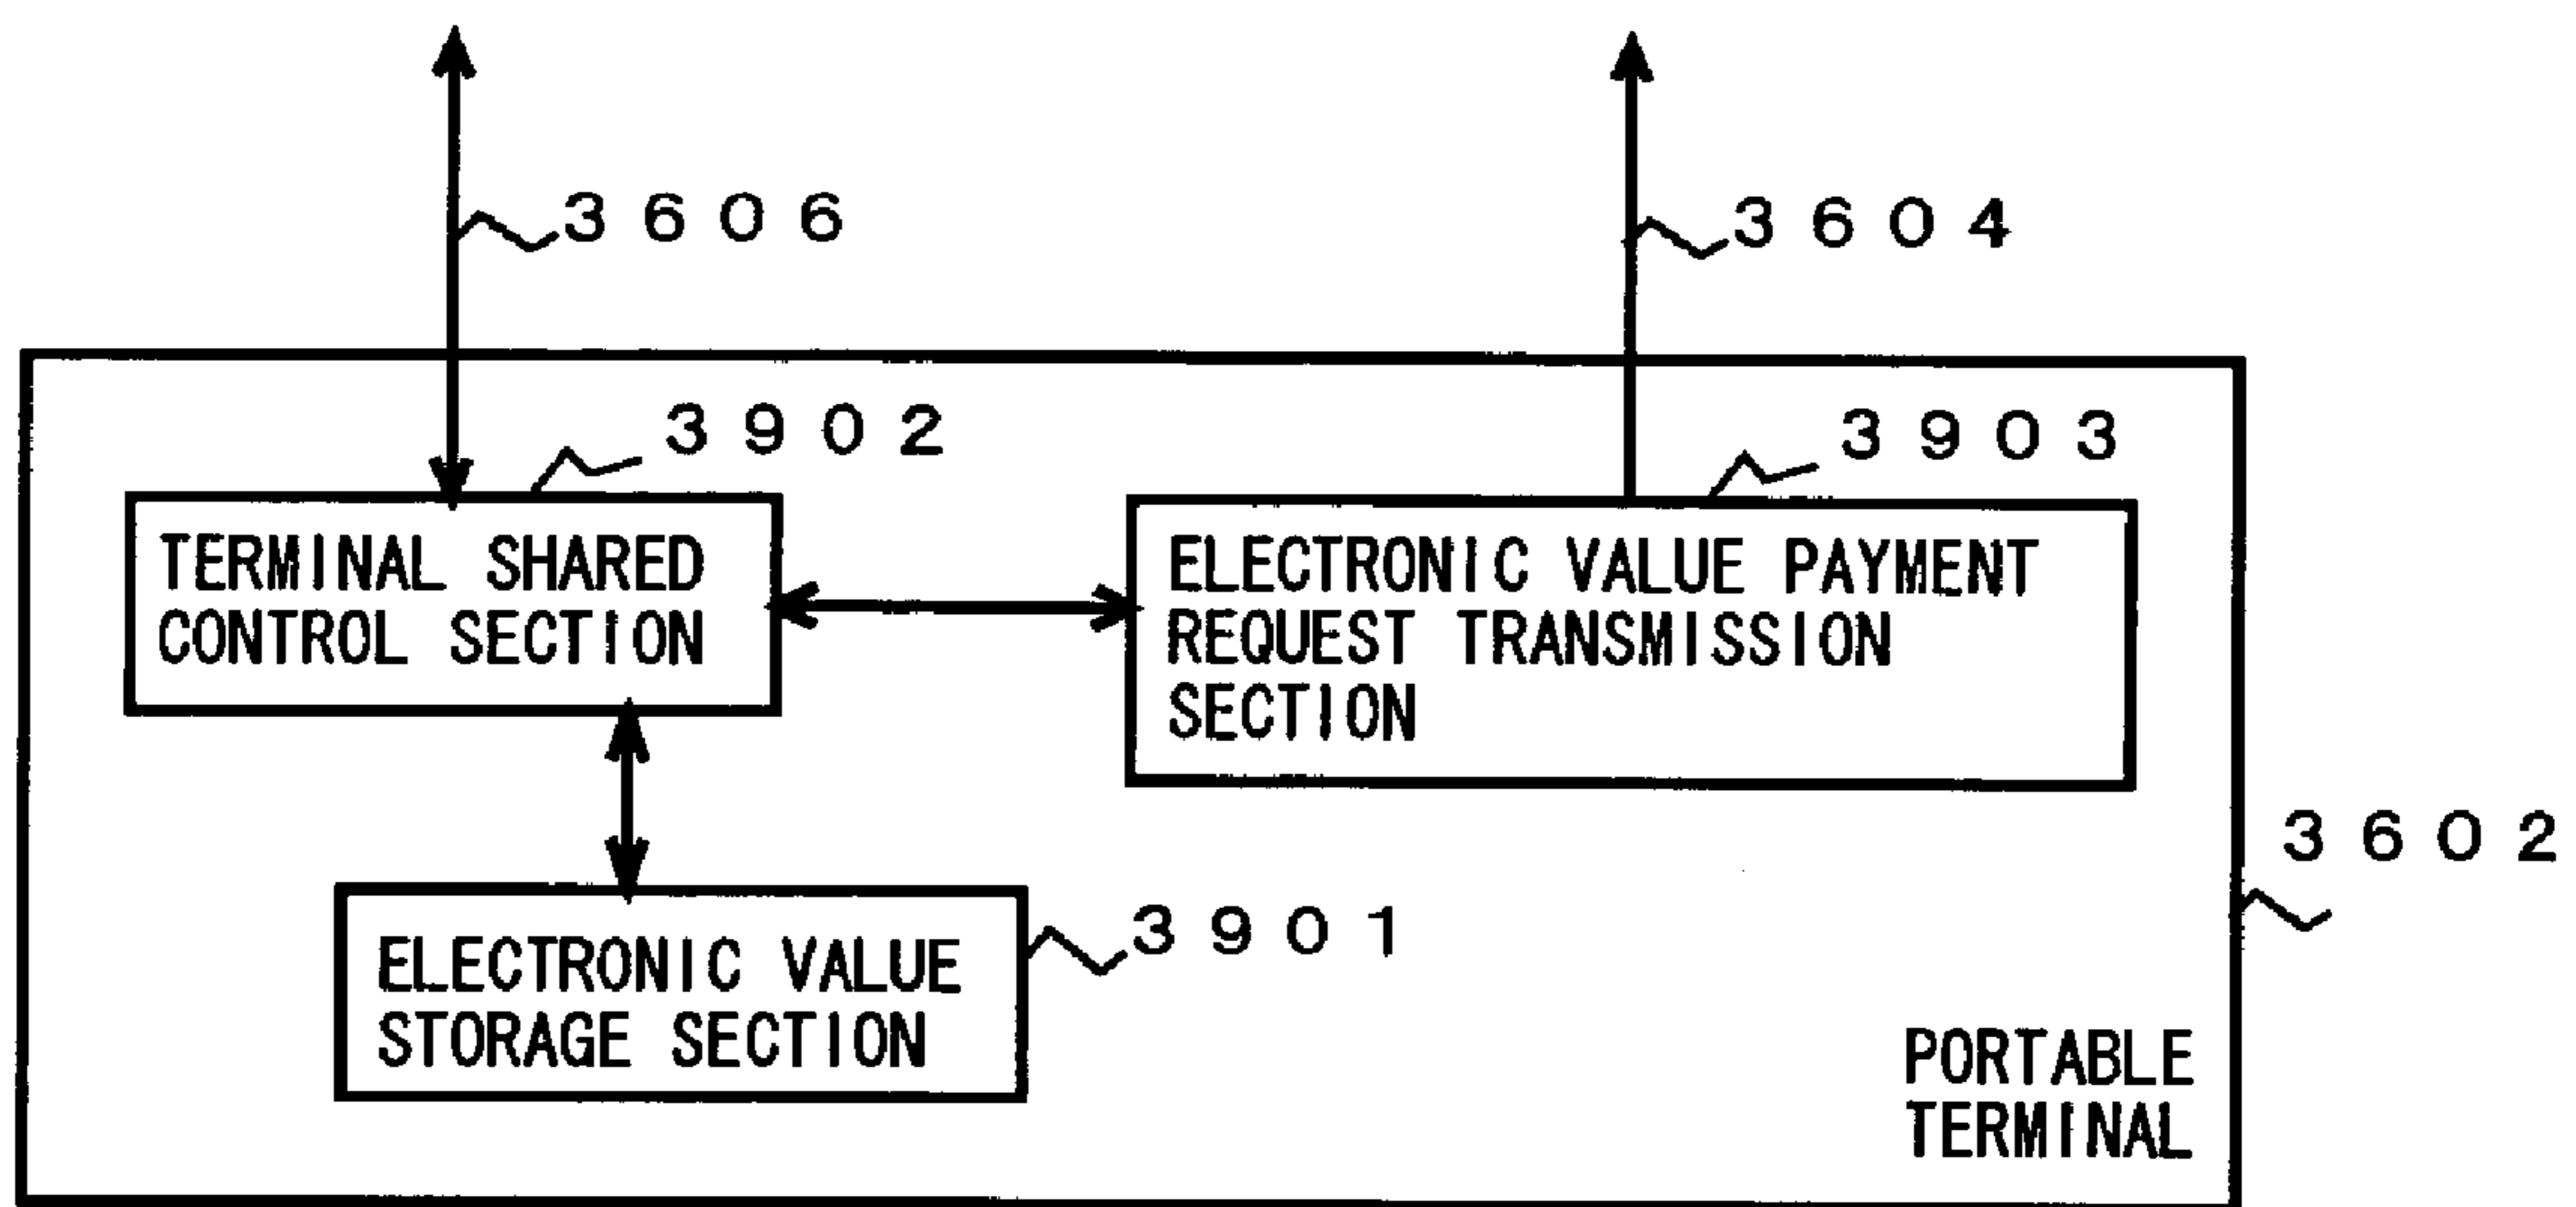 3606
3604
3902
3903
TERMINAL SHARED
CONTROL SECTION
ELECTRONIC VALUE PAYMENT
REQUEST TRANSMISSION
SECTION
3602
3901
ELECTRONIC VALUE
STORAGE SECTION
PORTABLE
TERMINAL